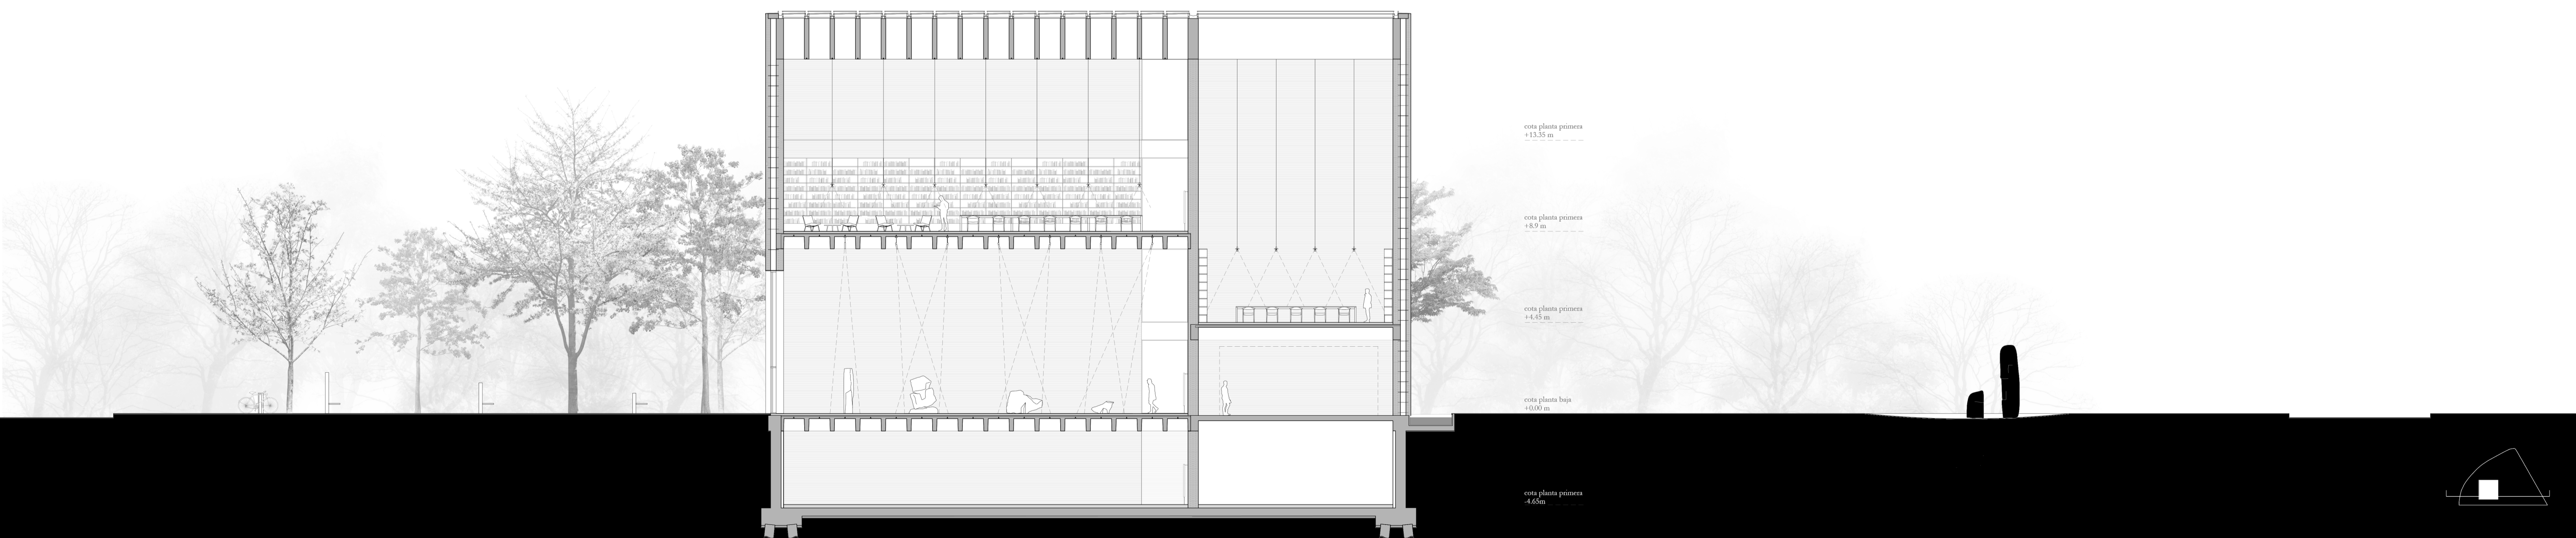 cota planta primera
+13.35 m
cota planta primera
+8.9 m
cota planta primera
+4.45 m
cota planta baja
+0.00 m
cota planta primera
-4.65m